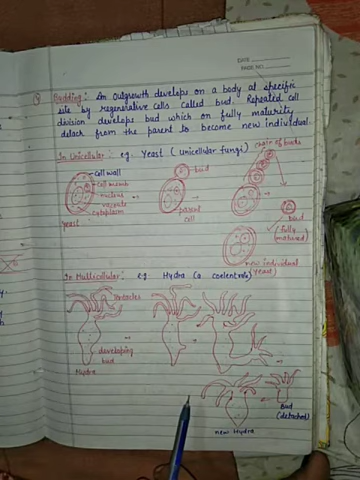 DATE
PAGE NO.
4) Budding: An outgrowth develops on a body at specific
site by regenerative cells called bud. Repeated cell
division develops bud which on fully maturity
detach from the parent to become new individual.
In Unicellular: eg. Yeast (unicellular fungi)
chain of buds
cell wall
bud
cell memb
nucleus
vacuole
cytoplasm
parent
cell
bud
(fully
matured)
Yeast
new individual
yeast
In Multicellular: e.g Hydra (a coelentrate)
Tentacles
developing
bud
Hydra
Bud
(detached)
new Hydra